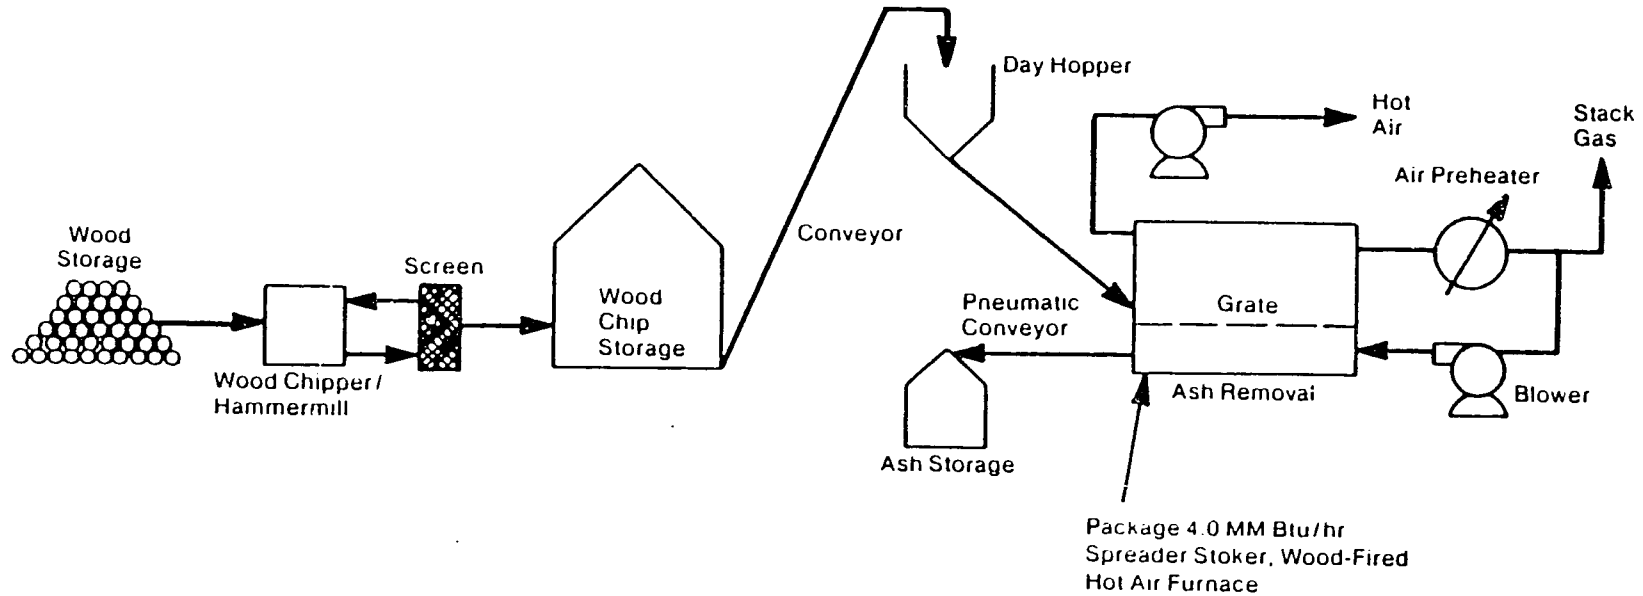 Day Hopper
Hot
Air
Stack
Gas
Air Preheater
Wood
Storage
Screen
Conveyor
Wood
Chip
Storage
Pneumatic
Conveyor
Grate
Wood Chipper/
Hammermill
Ash Removal
Blower
Ash Storage
Package 4.0 MM Btu/hr
Spreader Stoker, Wood-Fired
Hot Air Furnace